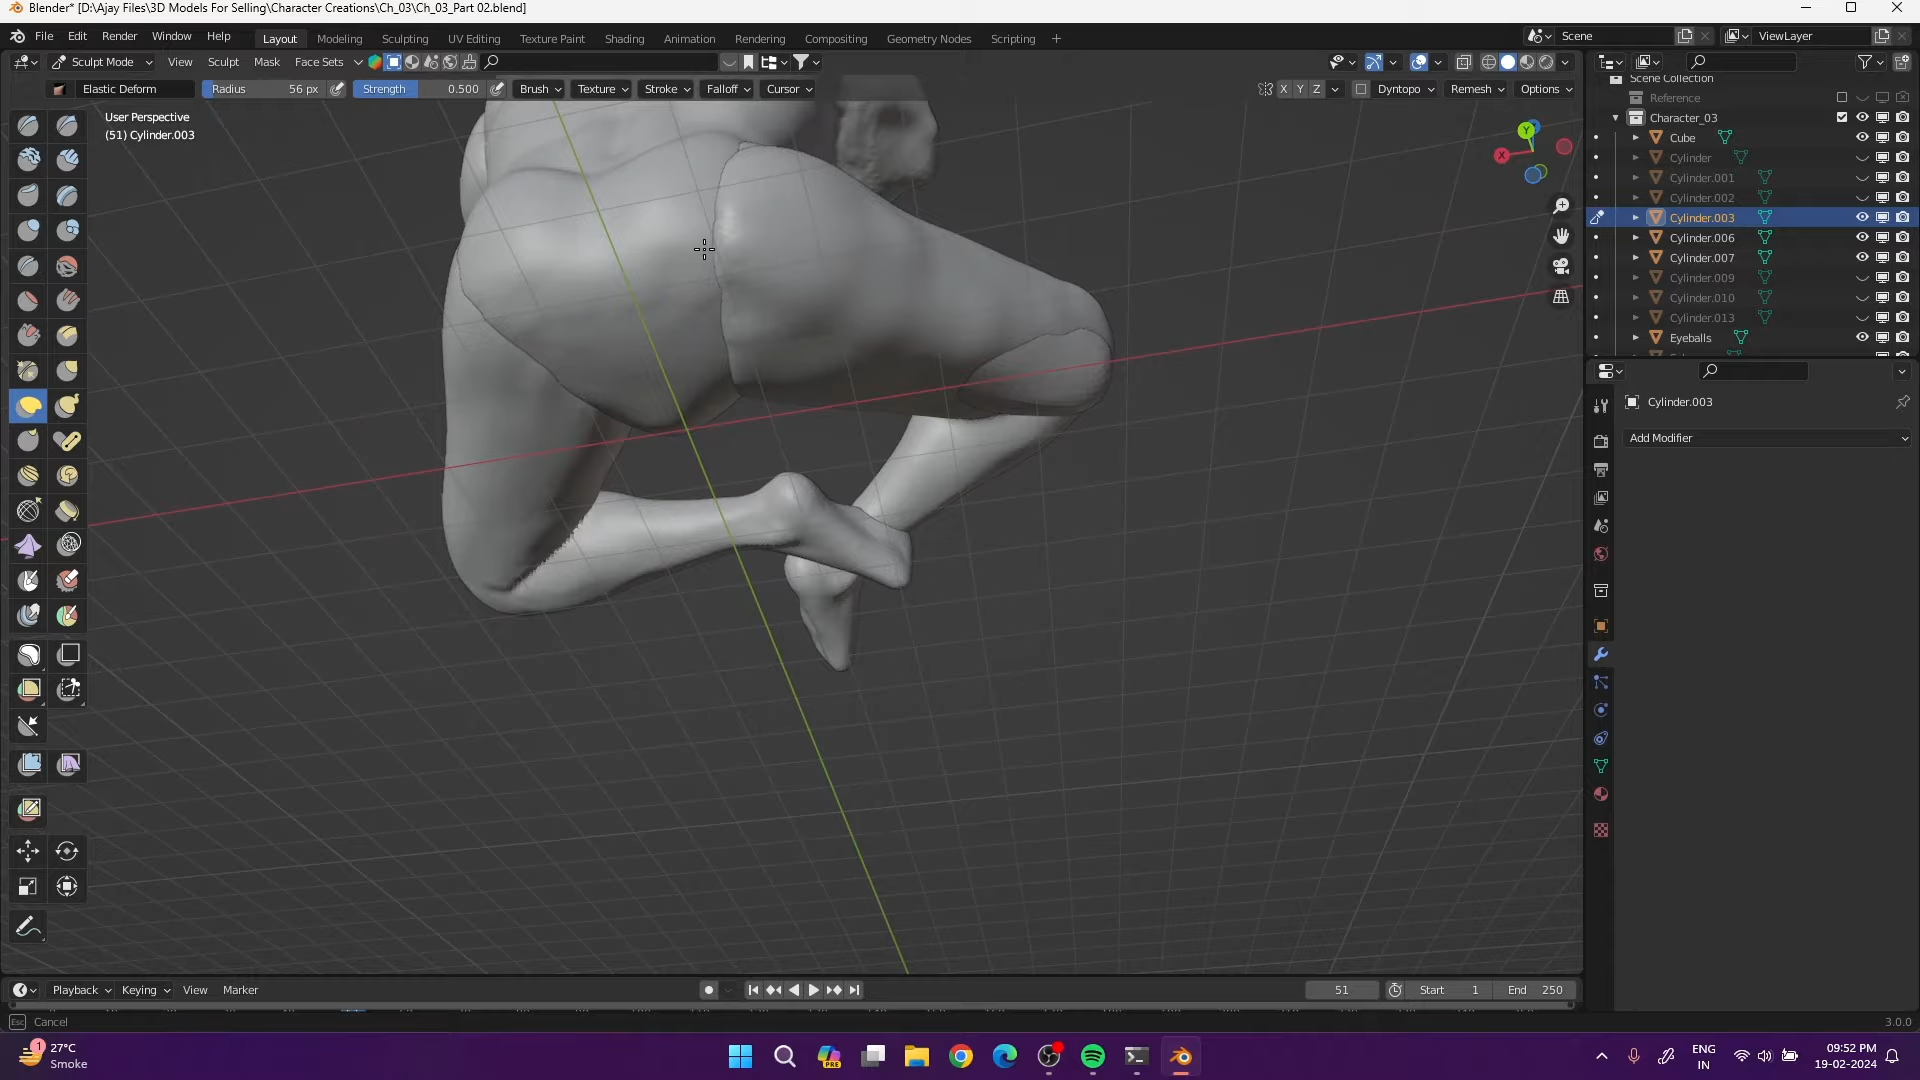 Blender* [D:\Ajay Files\3D Models For Selling\Character Creations\Ch_03\Ch_03_Part 02.blend]
File Edit Render Window Help Layout Modeling Sculpting UV Editing Texture Paint Shading Animation Rendering Compositing Geometry Nodes Scripting + Scene ViewLayer
Sculpt Mode View Sculpt Mask Face Sets
Elastic Deform Radius 56 px Strength 0.500 Brush Texture Stroke Falloff Cursor X Y Z Dyntopo Remesh Options
User Perspective
(51) Cylinder.003
Y
X
Scene Collection
Reference
Character_03
Cube
Cylinder
Cylinder.001
Cylinder.002
Cylinder.003
Cylinder.006
Cylinder.007
Cylinder.009
Cylinder.010
Cylinder.013
Eyeballs
Cylinder.003
Add Modifier
Playback Keying View Marker 51 Start 1 End 250
Esc Cancel 3.0.0
1 27°C
Smoke
PRE
ENG
IN
09:52 PM
19-02-2024